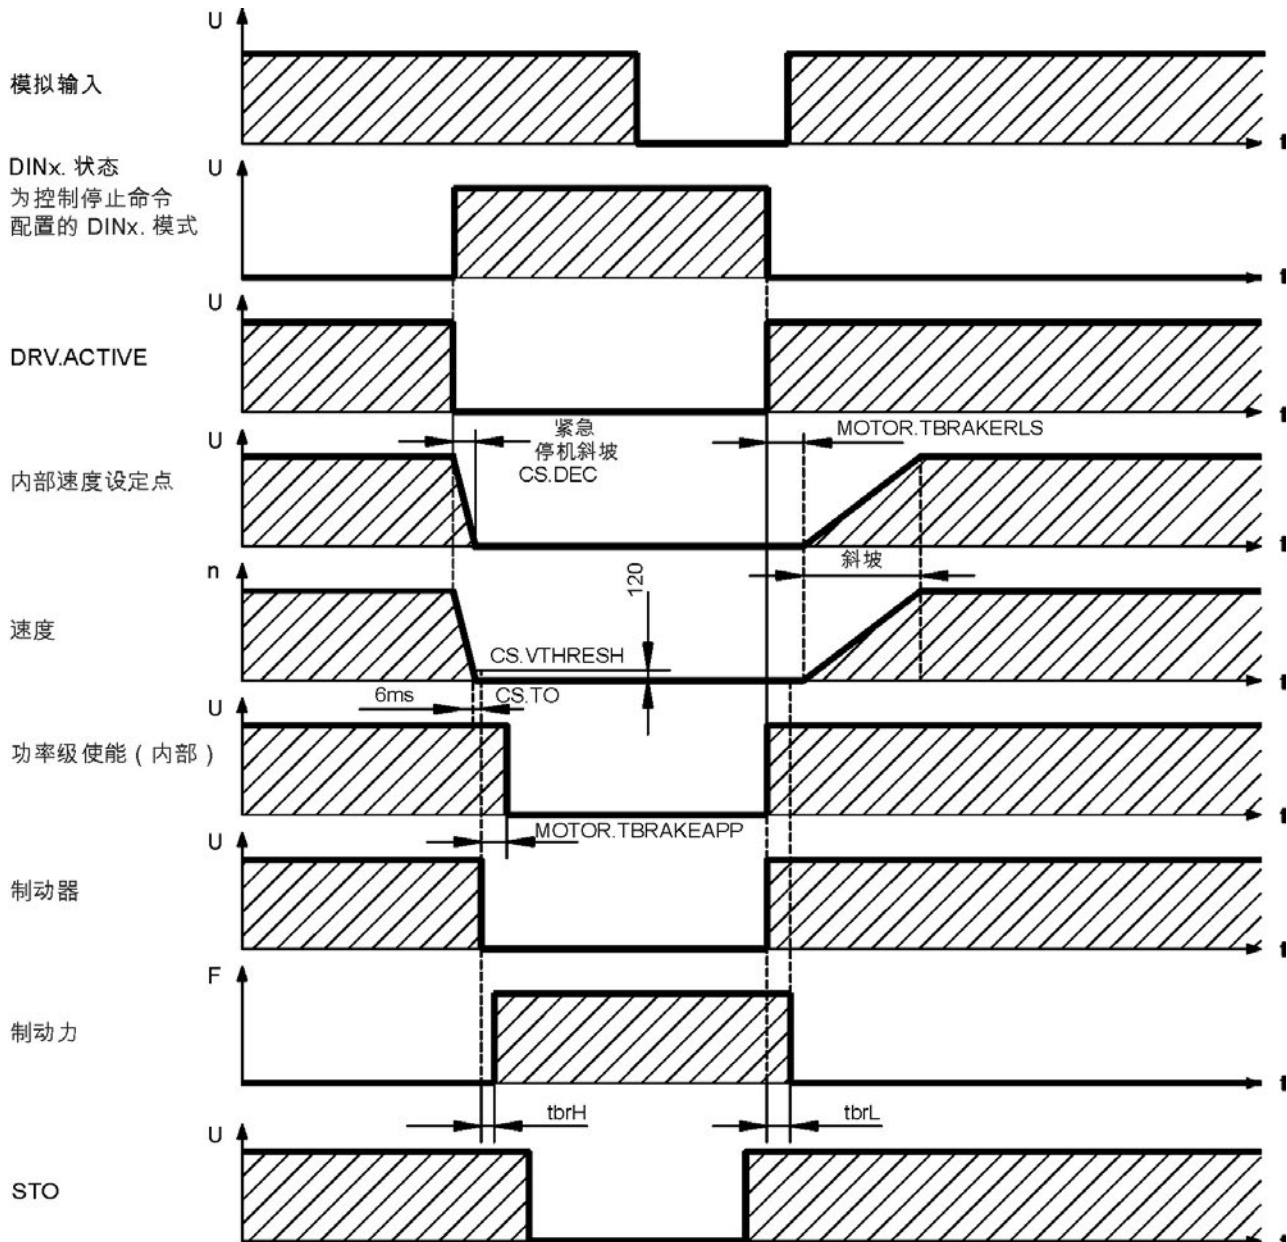 U
模拟输入
t
DINx. 状态
为控制停止命令
配置的 DINx. 模式
U
t
U
DRV.ACTIVE
t
U
紧急
停机斜坡
CS.DEC
MOTOR.TBRAKERLS
内部速度设定点
t
n
斜坡
120
速度
CS.VTHRESH
t
U
6ms
CS.TO
功率级使能（内部）
t
U
MOTOR.TBRAKEAPP
制动器
t
F
制动力
t
tbrH
tbrL
U
STO